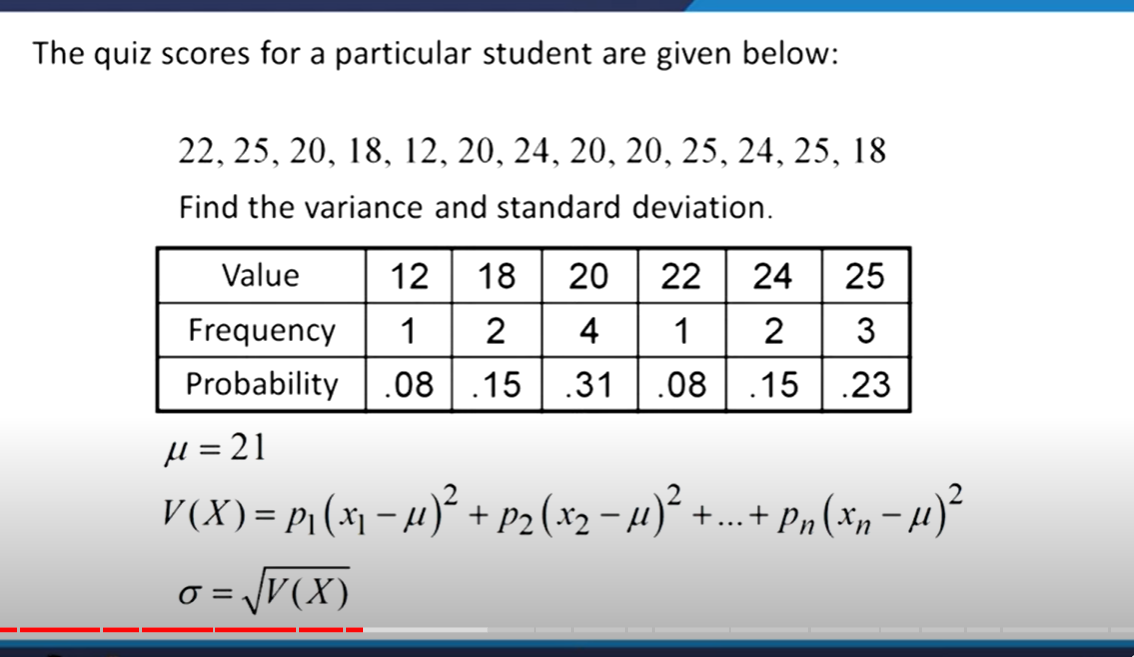 The quiz scores for a particular student are given below:
22, 25, 20, 18, 12, 20, 24, 20, 20, 25, 24, 25, 18
Find the variance and standard deviation.
Value 12 18 20 22 24 25
Frequency 1 2 4 1 2 3
Probability .08 .15 .31 .08 .15 .23
μ = 21
V(X) = p₁(x₁ − μ)² + p₂(x₂ − μ)² + ... + pₙ(xₙ − μ)²
σ = √V(X)